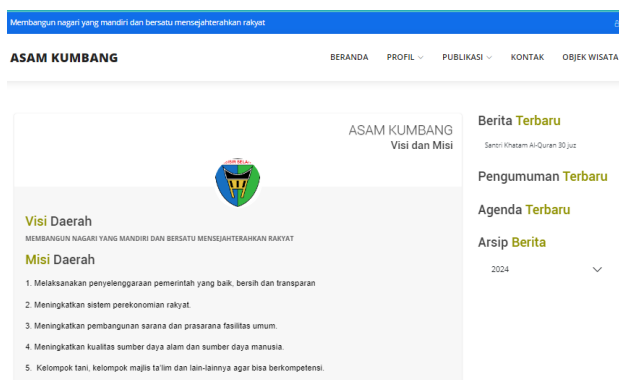 Membangun nagari yang mandiri dan bersatu mensejahterahkan rakyat
ASAM KUMBANG
BERANDA PROFIL PUBLIKASI KONTAK OBJEK WISATA
ASAM KUMBANG
Visi dan Misi
Visi Daerah
MEMBANGUN NAGARI YANG MANDIRI DAN BERSATU MENSEJAHTERAHKAN RAKYAT
Misi Daerah
1. Melaksanakan penyelenggaraan pemerintah yang baik, bersih dan transparan
2. Meningkatkan sistem perekonomian rakyat.
3. Meningkatkan pembangunan sarana dan prasarana fasilitas umum.
4. Meningkatkan kualitas sumber daya alam dan sumber daya manusia.
5. Kelompok tani, kelompok majlis ta'lim dan lain-lainnya agar bisa berkompetensi.
Berita Terbaru
Santri Khatam Al-Quran 30 juz
Pengumuman Terbaru
Agenda Terbaru
Arsip Berita
2024